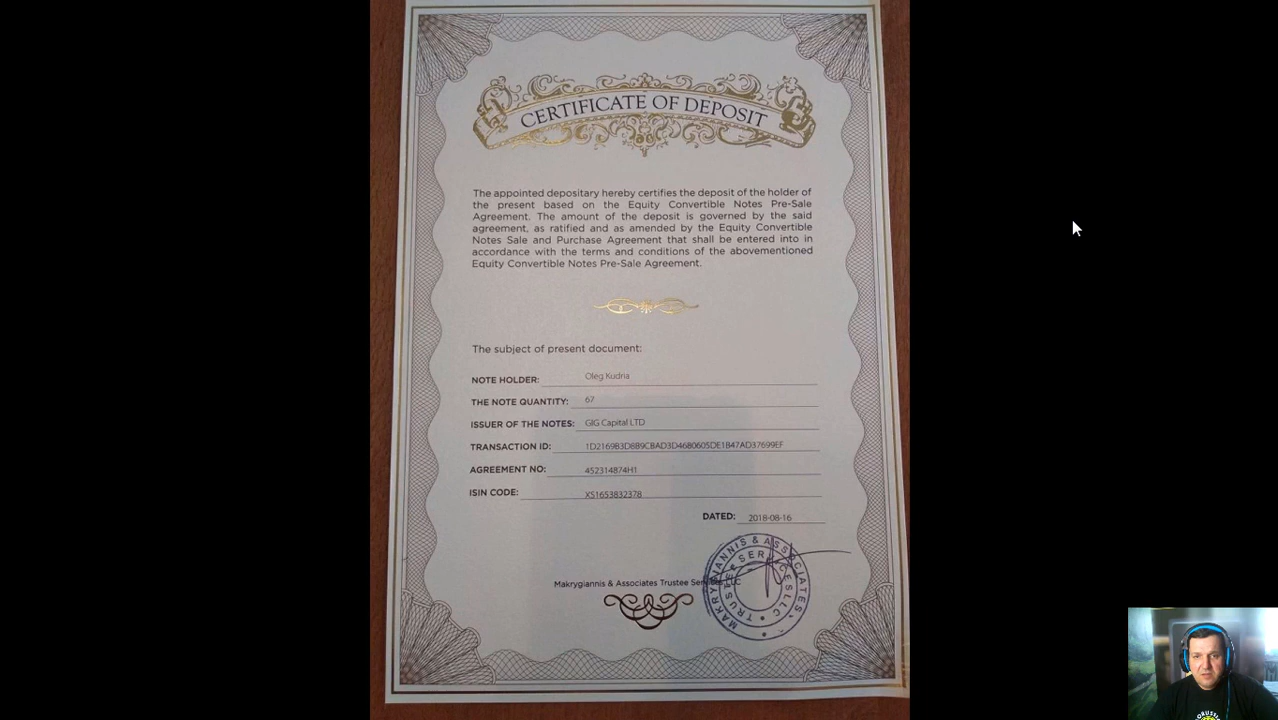 CERTIFICATE OF DEPOSIT
The appointed depositary hereby certifies the deposit of the holder of
the present based on the Equity Convertible Notes Pre-Sale
Agreement. The amount of the deposit is governed by the said
agreement, as ratified and as amended by the Equity Convertible
Notes Sale and Purchase Agreement that shall be entered into in
accordance with the terms and conditions of the abovementioned
Equity Convertible Notes Pre-Sale Agreement.
The subject of present document:
NOTE HOLDER: Oleg Kudria
THE NOTE QUANTITY: 67
ISSUER OF THE NOTES: GIG Capital LTD
TRANSACTION ID: 1D2169B3D8B9CBAD3D4680605DE1B47AD37699EF
AGREEMENT NO: 452314874H1
ISIN CODE: XS1653832378
DATED: 2018-08-16
Makrygiannis & Associates Trustee Services LLC
MAKRYGIANNIS & ASSOCIATES
TRUSTEE SERVICES LLC